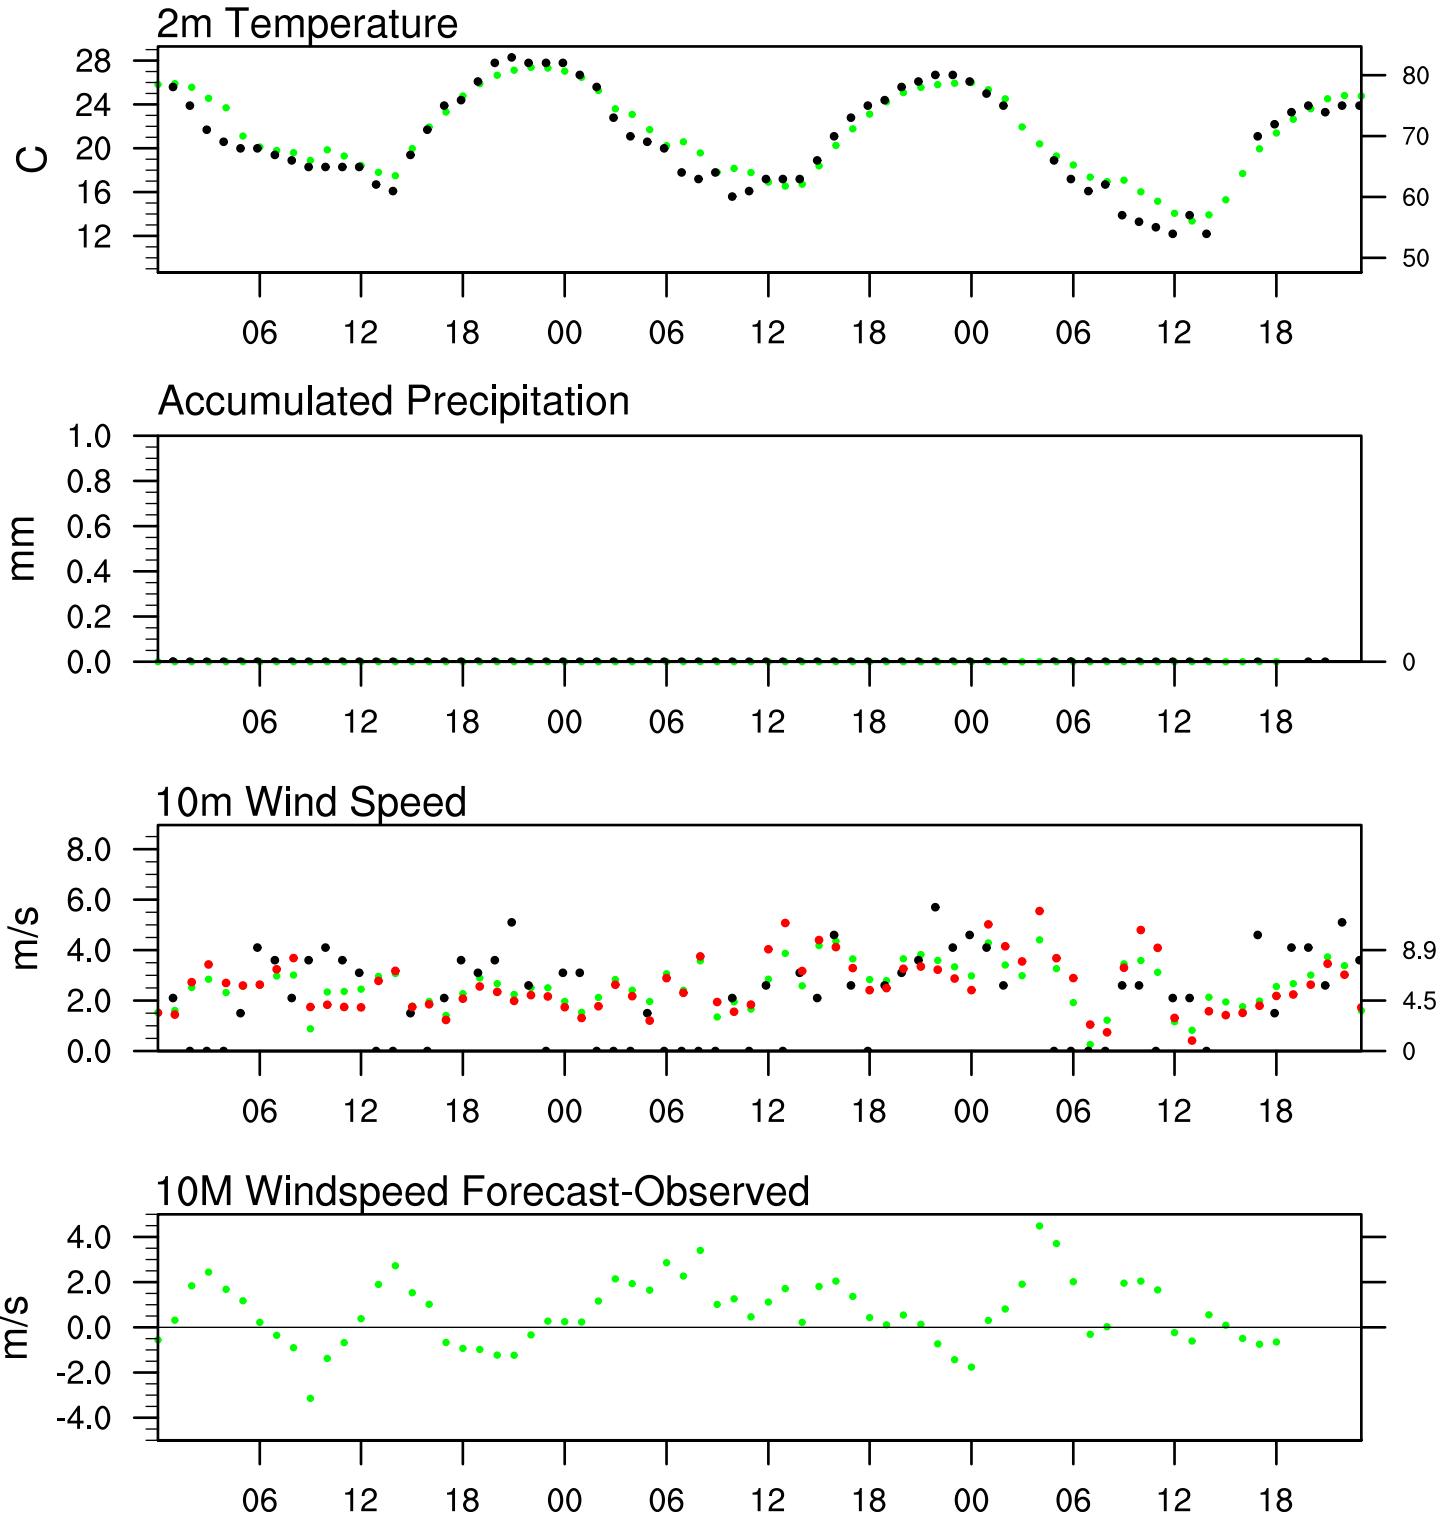 2m Temperature
28
24
20
16
12
C
80
70
60
50
06 12 18 00 06 12 18 00 06 12 18
Accumulated Precipitation
1.0
0.8
0.6
0.4
0.2
0.0
mm
0
06 12 18 00 06 12 18 00 06 12 18
10m Wind Speed
8.0
6.0
4.0
2.0
0.0
m/s
8.9
4.5
0
06 12 18 00 06 12 18 00 06 12 18
10M Windspeed Forecast-Observed
4.0
2.0
0.0
-2.0
-4.0
m/s
06 12 18 00 06 12 18 00 06 12 18